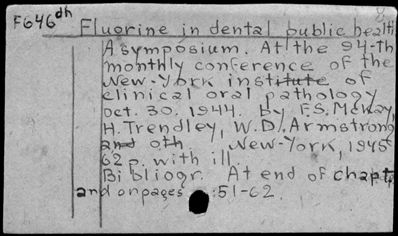 F646dh Fluorine in dental public health
A symposium. At the 94-th
monthly conference of the
New-York institute of
clinical oral pathology
oct. 30. 1944. by F.S. McKay,
H. Trendley, W.D. Armstrong
and oth. New-York, 1945
62 p. with ill.
Bibliogr. At end of chapt.
and on pages 51-62.